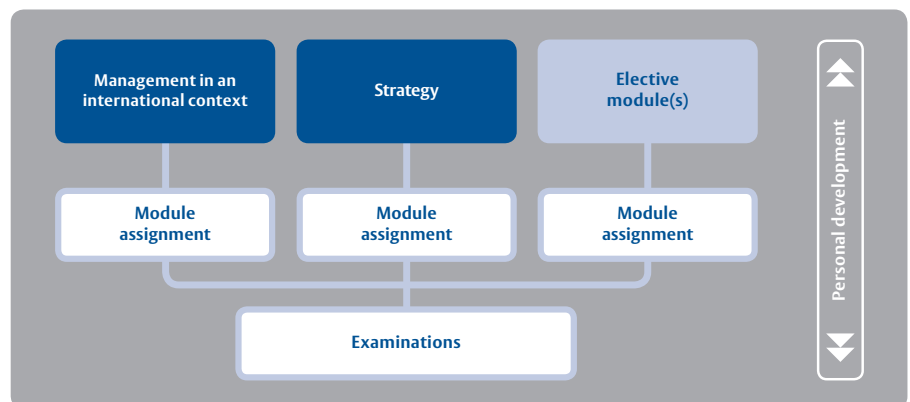 Management in an
international context
Strategy
Elective
module(s)
Module
assignment
Module
assignment
Module
assignment
Examinations
Personal development